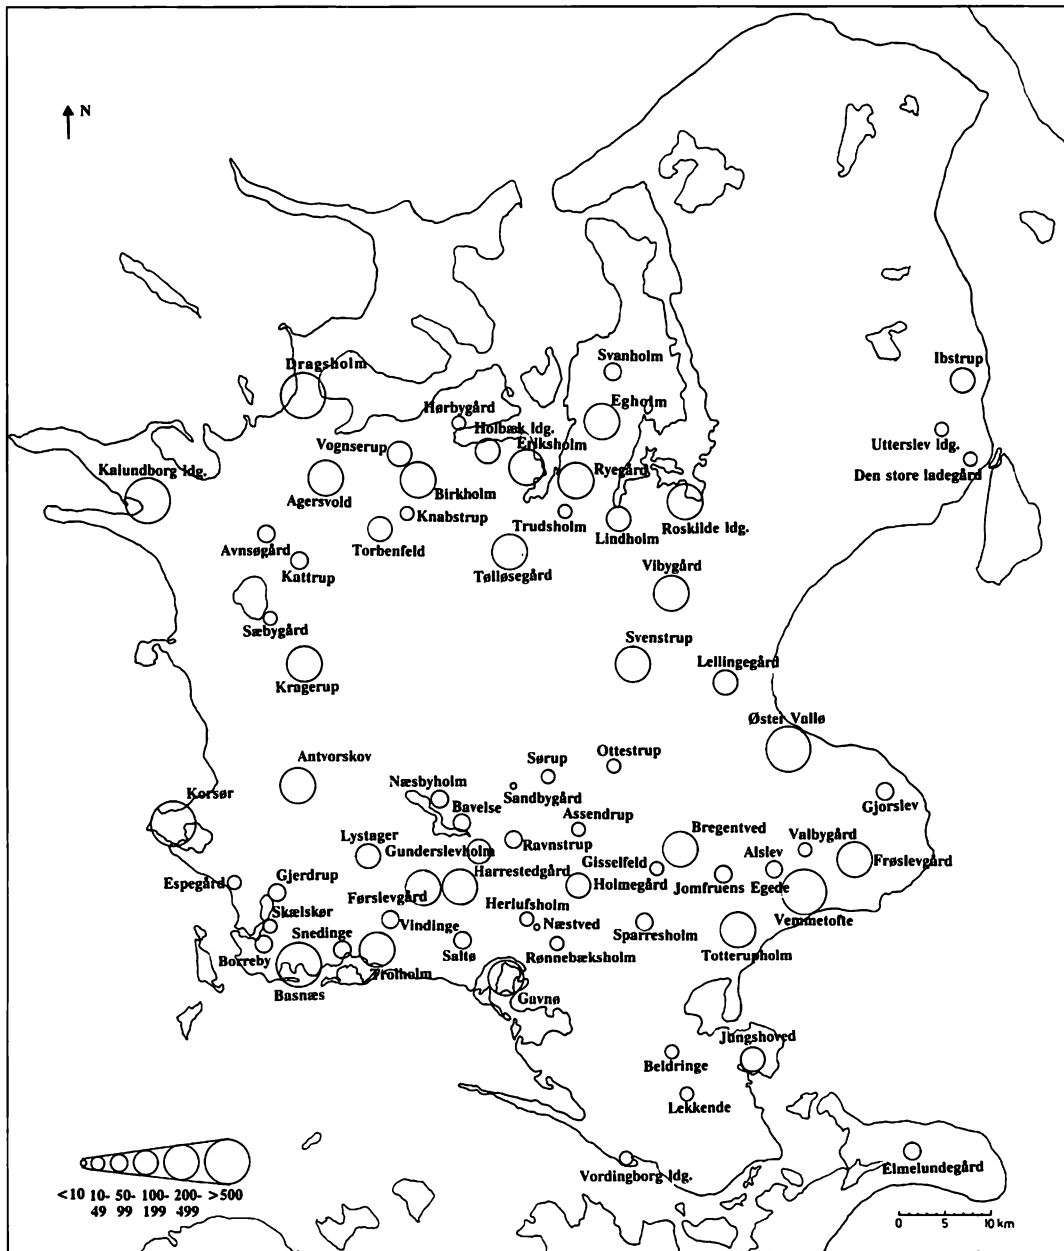 N
Dragsholm
Svanholm
Ibstrup
Hørbygård
Egholm
Holbæk ldg.
Utterslev ldg.
Vognserup
Eriksholm
Kalundborg ldg.
Ryegård
Den store ladegård
Agersvold
Birkholm
Knabstrup
Trudsholm
Roskilde ldg.
Avnsøgård
Torbenfeld
Lindholm
Kattrup
Tølløsegård
Vibygård
Sæbygård
Svenstrup
Lellingegård
Kragerup
Øster Vallø
Antvorskov
Ottestrup
Sørup
Næsbyholm
Sandbygård
Korsør
Gjorslev
Bavelse
Assendrup
Lystager
Bregentved
Valbygård
Gunderslevholm
Ravnstrup
Gisselfeld
Alslev
Frøslevgård
Harrestedgård
Espegård
Gjerdrup
Holmegård
Jomfruens Egede
Førslevgård
Herlufsholm
Skælskør
Vindinge
Næstved
Sparresholm
Vemmetofte
Snedinge
Saltø
Rønnebæksholm
Totterupholm
Borreby
Trolholm
Basnæs
Gavnø
Jungshoved
Beldringe
Lekkende
Elmelundegård
Vordingborg ldg.
<10 10- 50- 100- 200- >500
49 99 199 499
0 5 10 km